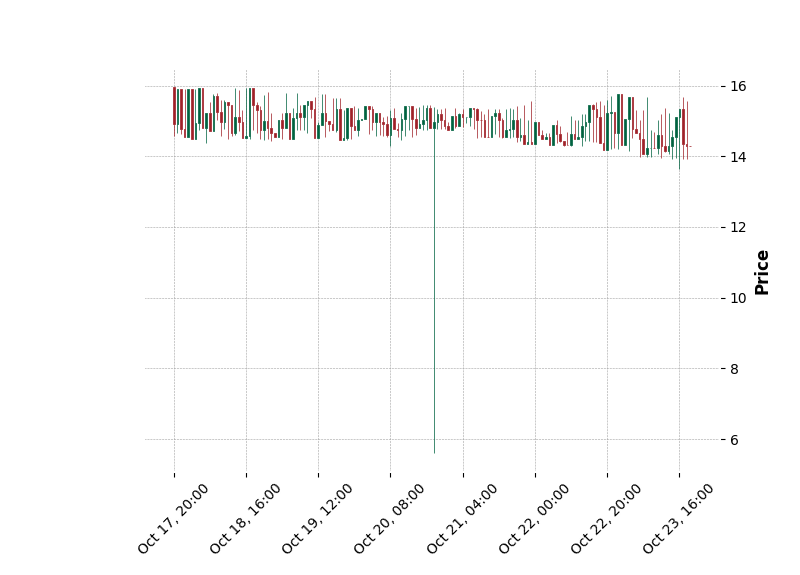 16
14
12
10
8
6
Price
Oct 17, 20:00
Oct 18, 16:00
Oct 19, 12:00
Oct 20, 08:00
Oct 21, 04:00
Oct 22, 00:00
Oct 22, 20:00
Oct 23, 16:00